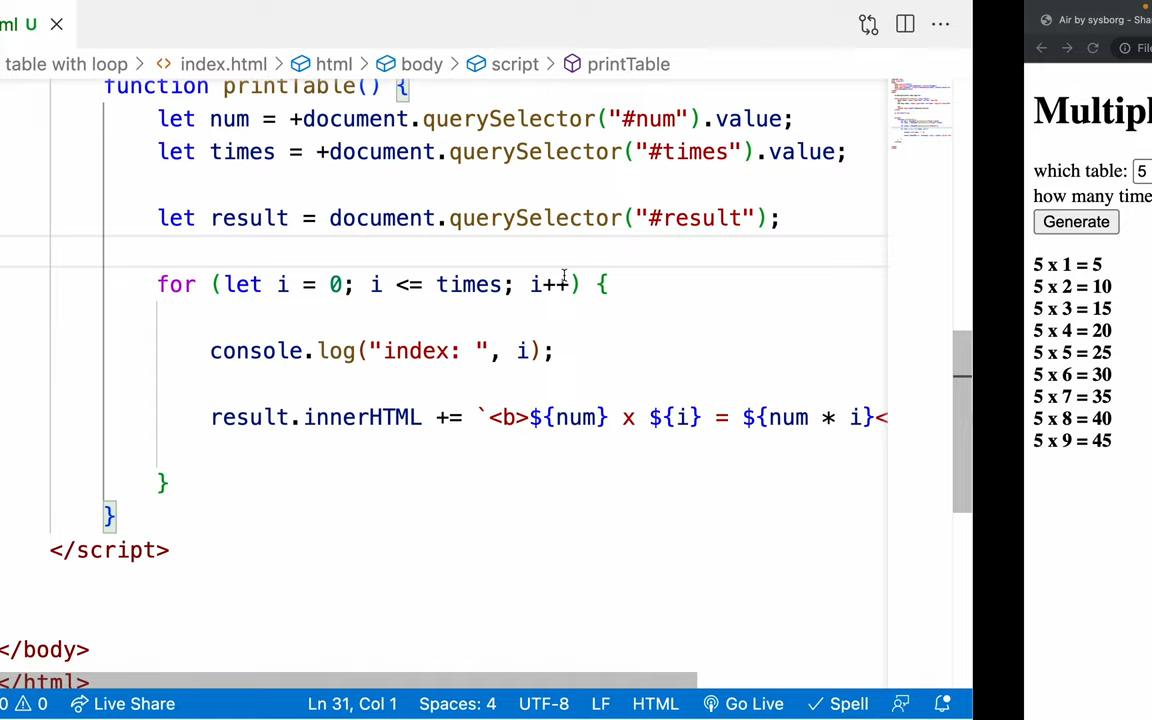 ml U
table with loop > <> index.html > html > body > script > printTable
function printTable() {
let num = +document.querySelector("#num").value;
let times = +document.querySelector("#times").value;
let result = document.querySelector("#result");
for (let i = 0; i <= times; i++) {
console.log("index: ", i);
result.innerHTML += `<b>${num} x ${i} = ${num * i}<
}
}
</script>
</body>
</html>
0 0 Live Share Ln 31, Col 1 Spaces: 4 UTF-8 LF HTML Go Live Spell
Air by sysborg - Sha
File
Multipl
which table: 5
how many time
Generate
5 x 1 = 5
5 x 2 = 10
5 x 3 = 15
5 x 4 = 20
5 x 5 = 25
5 x 6 = 30
5 x 7 = 35
5 x 8 = 40
5 x 9 = 45